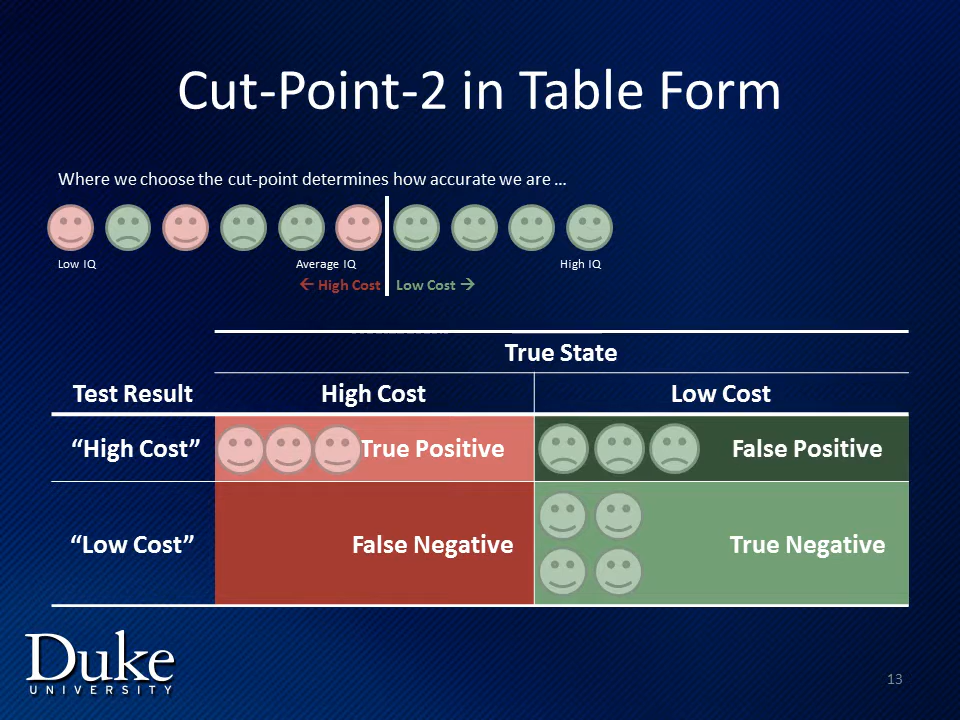 Cut-Point-2 in Table Form
Where we choose the cut-point determines how accurate we are …
Low IQ
Average IQ
High IQ
← High Cost
Low Cost →
True State
Test Result
High Cost
Low Cost
“High Cost”
True Positive
False Positive
“Low Cost”
False Negative
True Negative
Duke
UNIVERSITY
13